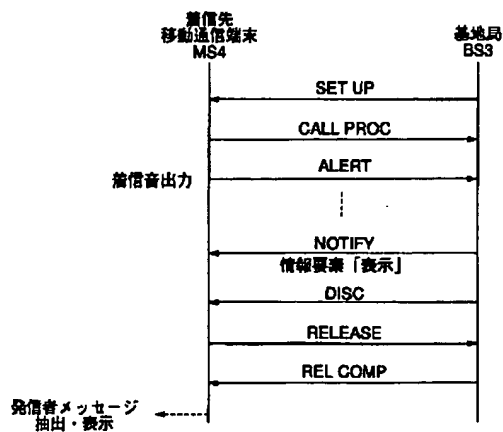 着信先
移動通信端末
MS4
基地局
BS3
SET UP
CALL PROC
着信音出力
ALERT
NOTIFY
情報要素「表示」
DISC
RELEASE
REL COMP
発信者メッセージ
抽出・表示